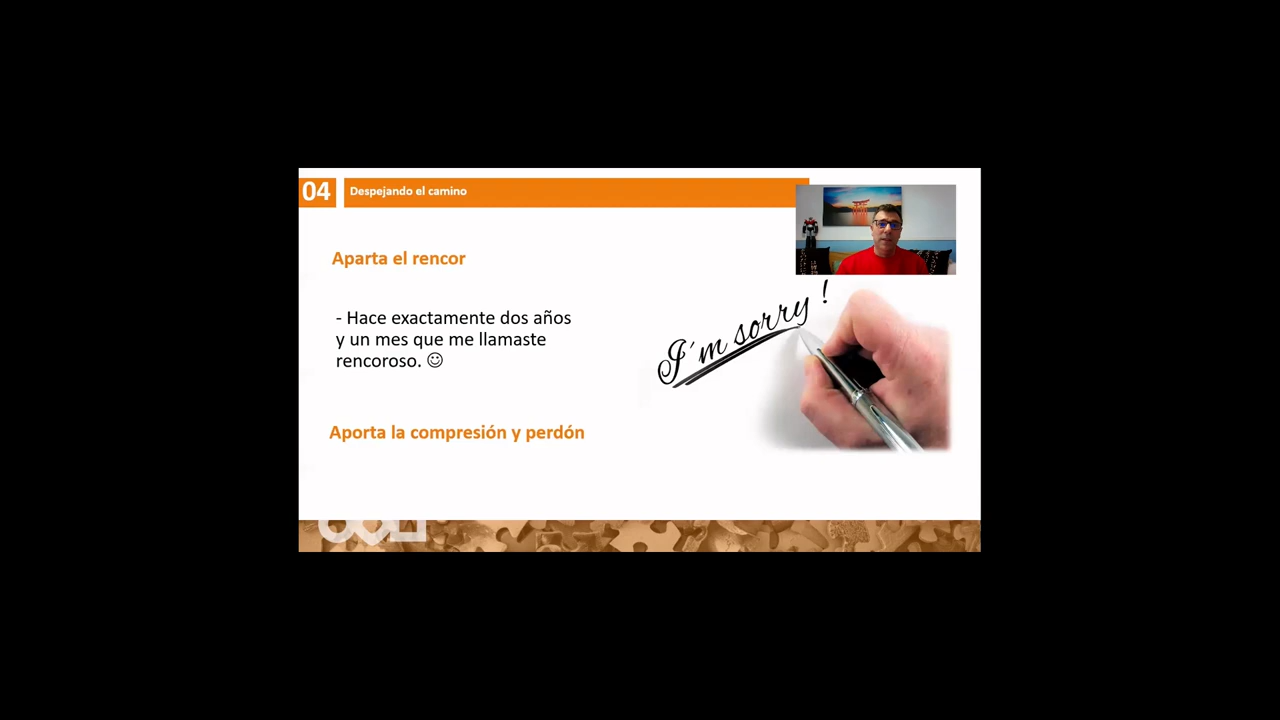 04
Despejando el camino
Aparta el rencor
- Hace exactamente dos años
y un mes que me llamaste
rencoroso. ☺
I´m sorry !
Aporta la compresión y perdón